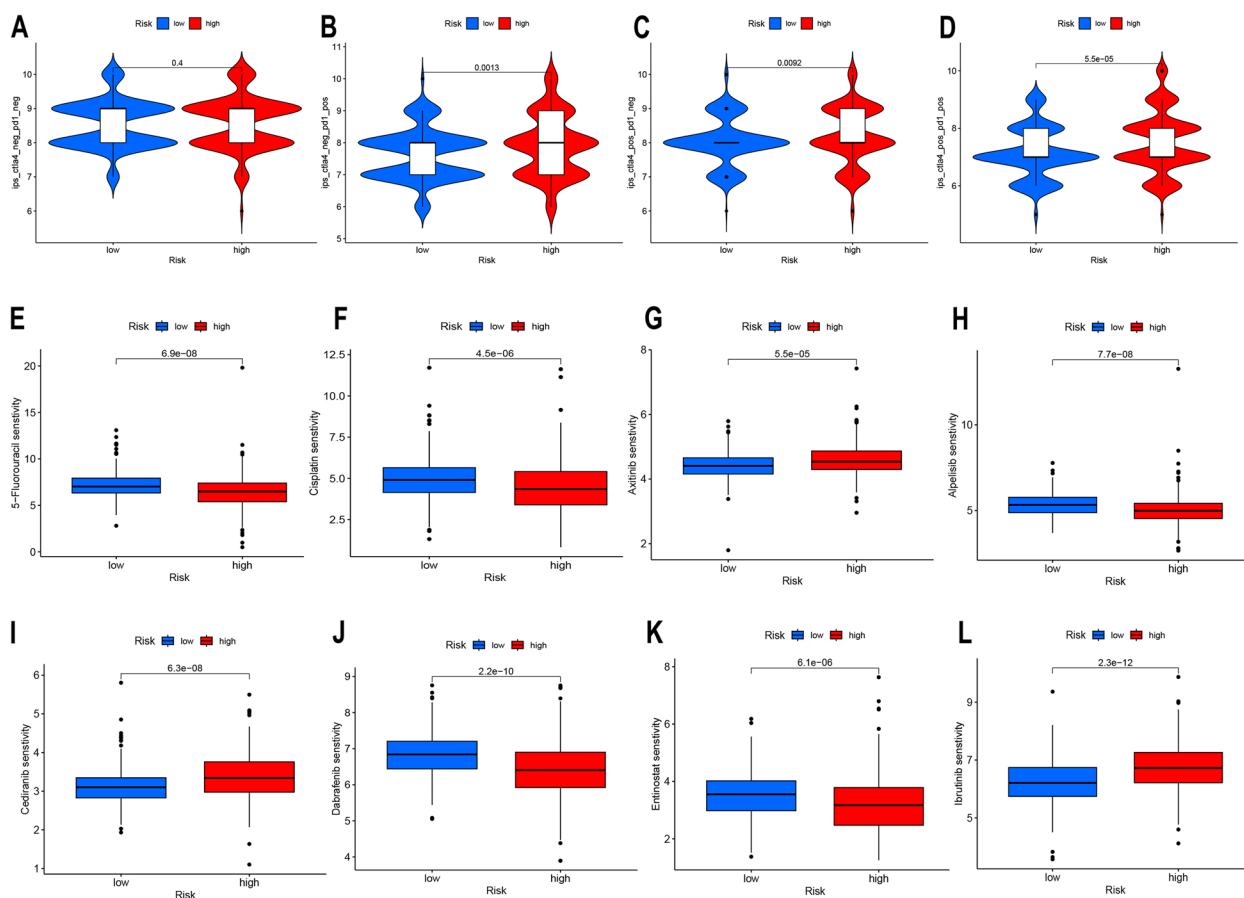 A
Risk low high
ips_ctla4_neg_pd1_neg
10
9
8
7
6
0.4
low high
Risk
B
Risk low high
ips_ctla4_neg_pd1_pos
10
9
8
7
6
5
0.0013
low high
Risk
C
Risk low high
ips_ctla4_pos_pd1_neg
10
9
8
7
6
0.0092
low high
Risk
D
Risk low high
ips_ctla4_pos_pd1_pos
10
8
6
5.5e−05
low high
Risk
E
Risk low high
5−Fluorouracil senstivity
20
15
10
5
0
6.9e−08
low high
Risk
F
Risk low high
Cisplatin senstivity
12.5
10.0
7.5
5.0
2.5
4.5e−06
low high
Risk
G
Risk low high
Axitinib senstivity
8
6
4
2
5.5e−05
low high
Risk
H
Risk low high
Alpelisib senstivity
10
5
7.7e−08
low high
Risk
I
Risk low high
Cediranib senstivity
6
5
4
3
2
1
6.3e−08
low high
Risk
J
Risk low high
Dabrafenib senstivity
9
8
7
6
5
4
2.2e−10
low high
Risk
K
Risk low high
Entinostat senstivity
8
6
4
2
6.1e−06
low high
Risk
L
Risk low high
Ibrutinib senstivity
9
7
5
2.3e−12
low high
Risk